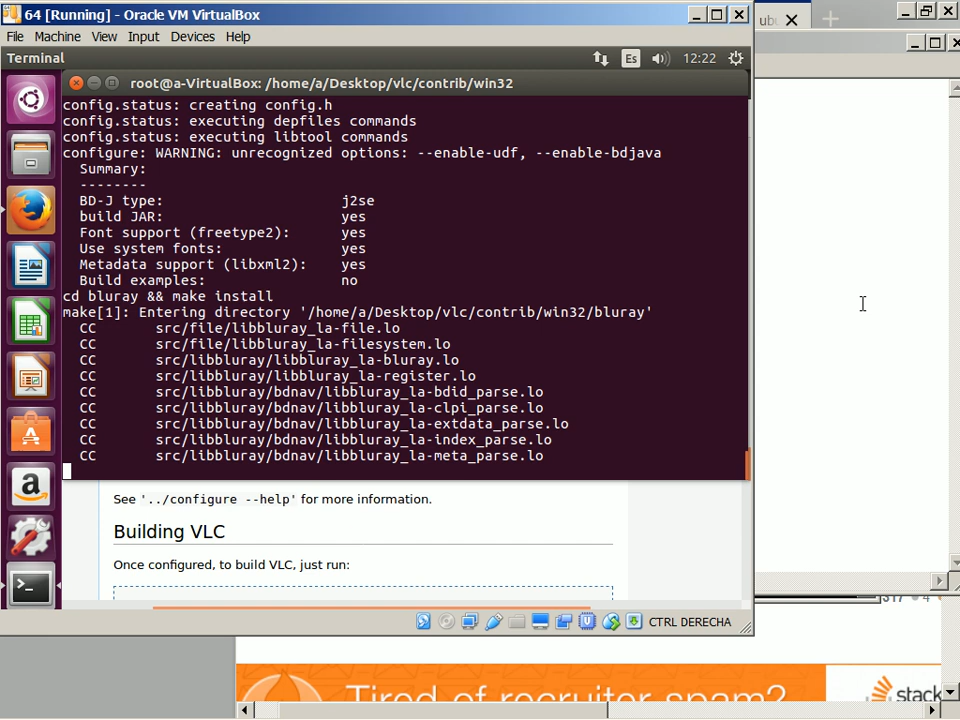 64 [Running] - Oracle VM VirtualBox
ubu
File Machine View Input Devices Help
Terminal
Es
12:22
root@a-VirtualBox: /home/a/Desktop/vlc/contrib/win32
config.status: creating config.h
config.status: executing depfiles commands
config.status: executing libtool commands
configure: WARNING: unrecognized options: --enable-udf, --enable-bdjava
Summary:
--------
BD-J type: j2se
build JAR: yes
Font support (freetype2): yes
Use system fonts: yes
Metadata support (libxml2): yes
Build examples: no
cd bluray && make install
make[1]: Entering directory '/home/a/Desktop/vlc/contrib/win32/bluray'
CC src/file/libbluray_la-file.lo
CC src/file/libbluray_la-filesystem.lo
CC src/libbluray/libbluray_la-bluray.lo
CC src/libbluray/libbluray_la-register.lo
CC src/libbluray/bdnav/libbluray_la-bdid_parse.lo
CC src/libbluray/bdnav/libbluray_la-clpi_parse.lo
CC src/libbluray/bdnav/libbluray_la-extdata_parse.lo
CC src/libbluray/bdnav/libbluray_la-index_parse.lo
CC src/libbluray/bdnav/libbluray_la-meta_parse.lo
See '../configure --help' for more information.
Building VLC
Once configured, to build VLC, just run:
CTRL DERECHA
Tired of recruiter spam?
stack